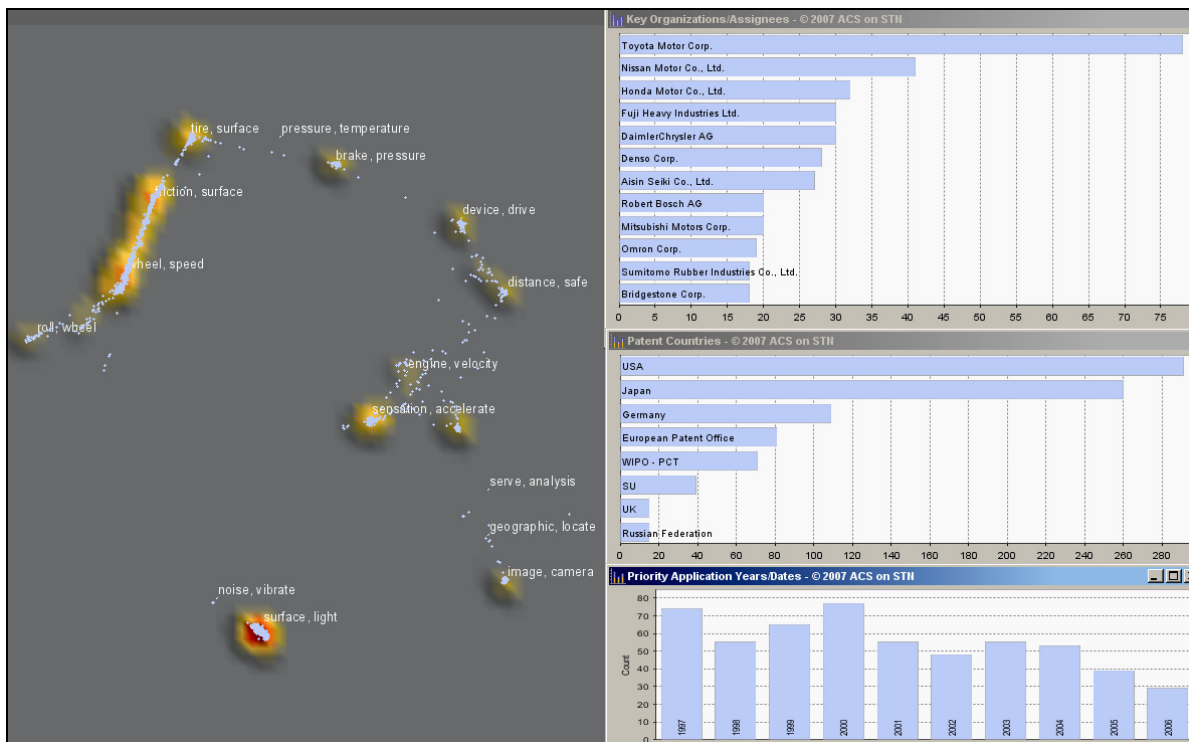 tire, surface
pressure, temperature
brake, pressure
friction, surface
device, drive
wheel, speed
distance, safe
roll, wheel
engine, velocity
sensation, accelerate
serve, analysis
geographic, locate
image, camera
noise, vibrate
surface, light
Key Organizations/Assignees - © 2007 ACS on STN
Toyota Motor Corp.
Nissan Motor Co., Ltd.
Honda Motor Co., Ltd.
Fuji Heavy Industries Ltd.
DaimlerChrysler AG
Denso Corp.
Aisin Seiki Co., Ltd.
Robert Bosch AG
Mitsubishi Motors Corp.
Omron Corp.
Sumitomo Rubber Industries Co., Ltd.
Bridgestone Corp.
0 5 10 15 20 25 30 35 40 45 50 55 60 65 70 75
Patent Countries - © 2007 ACS on STN
USA
Japan
Germany
European Patent Office
WIPO - PCT
SU
UK
Russian Federation
0 20 40 60 80 100 120 140 160 180 200 220 240 260 280
Priority Application Years/Dates - © 2007 ACS on STN
80
70
60
50
40
30
20
10
0
Count
1997 1998 1999 2000 2001 2002 2003 2004 2005 2006